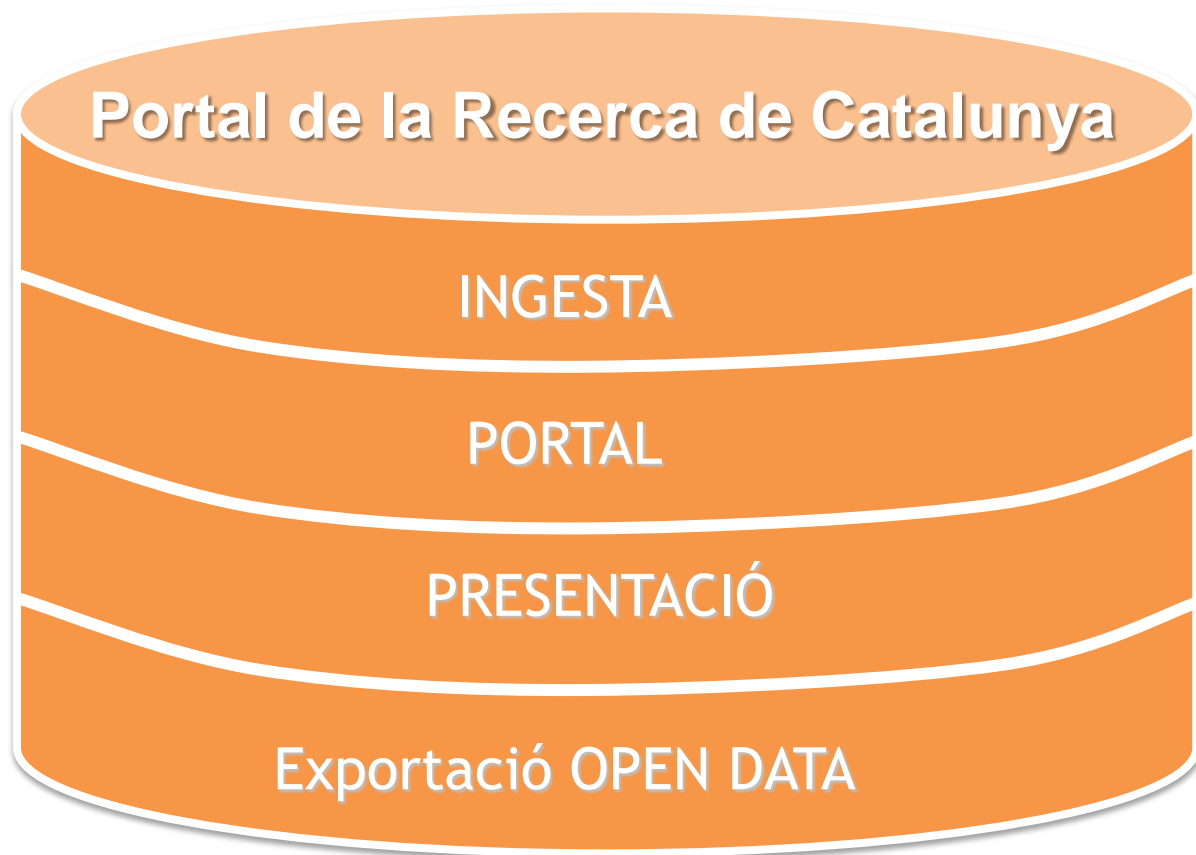 Portal de la Recerca de Catalunya
INGESTA
PORTAL
PRESENTACIÓ
Exportació OPEN DATA